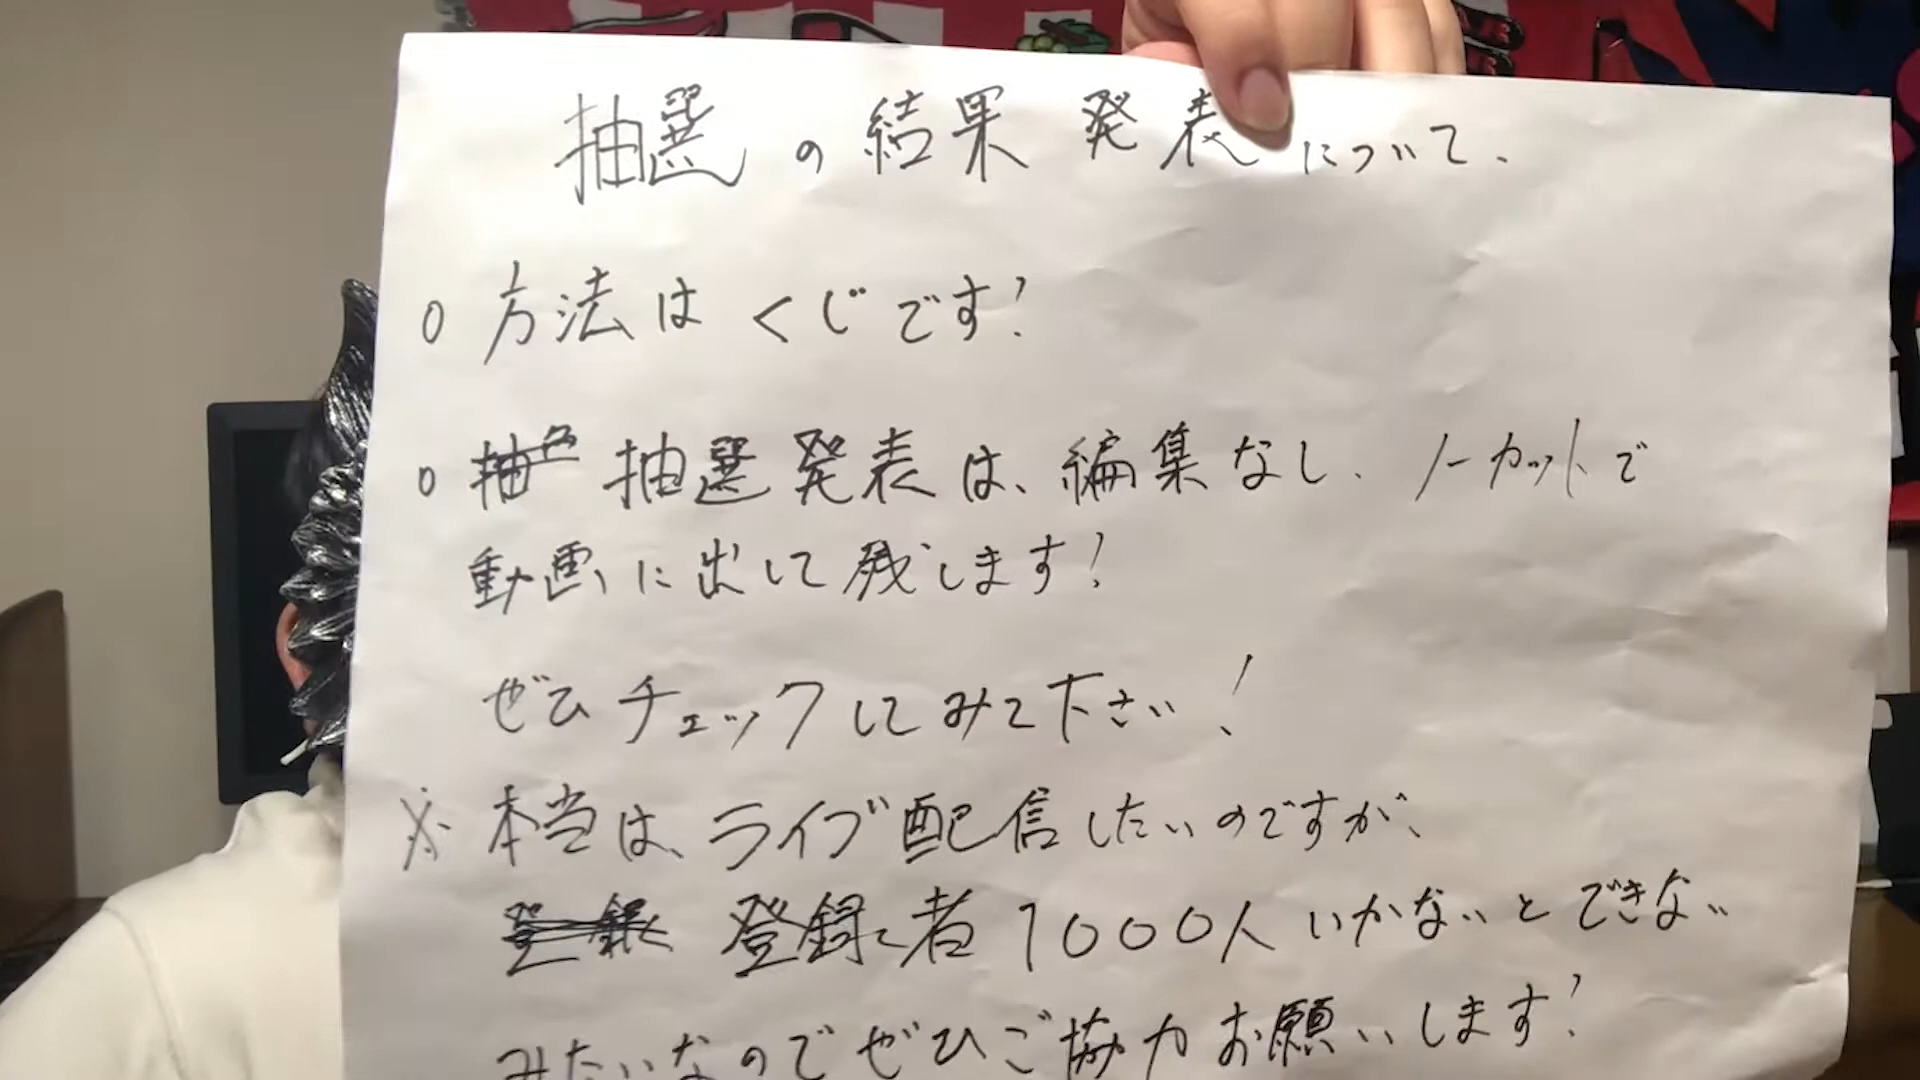 抽選の結果発表について、
○ 方法はくじです!
○ 抽選発表は、編集なし、ノーカットで
動画に出して残します!
ぜひチェックしてみて下さい!
※ 本当は、ライブ配信したいのですが、
登録 登録者1000人いかないとできない
みたいなのでぜひご協力お願いします!